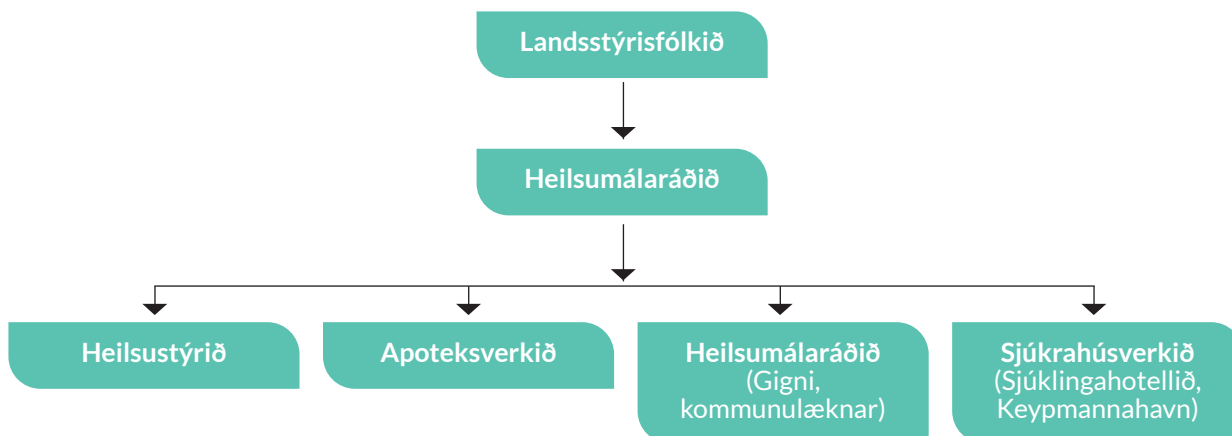 Landsstýrisfólkið
Heilsumálaráðið
Heilsustýrið
Apoteksverkið
Heilsumálaráðið
(Gigni,
kommunulæknar)
Sjúkrahúsverkið
(Sjúklingahotellið,
Keypmannahavn)